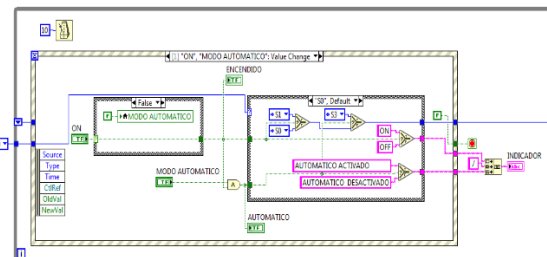 10
[1] "ON", "MODO AUTOMATICO": Value Change
ENCENDIDO
TF
False
"S0", Default
F
MODO AUTOMATICO
S1
S3
F
ON
TF
S0
ON
OFF
Source
Type
Time
CtlRef
OldVal
NewVal
MODO AUTOMATICO
TF
AUTOMATICO ACTIVADO
AUTOMATICO DESACTIVADO
/
INDICADOR
AUTOMATICO
TF
i